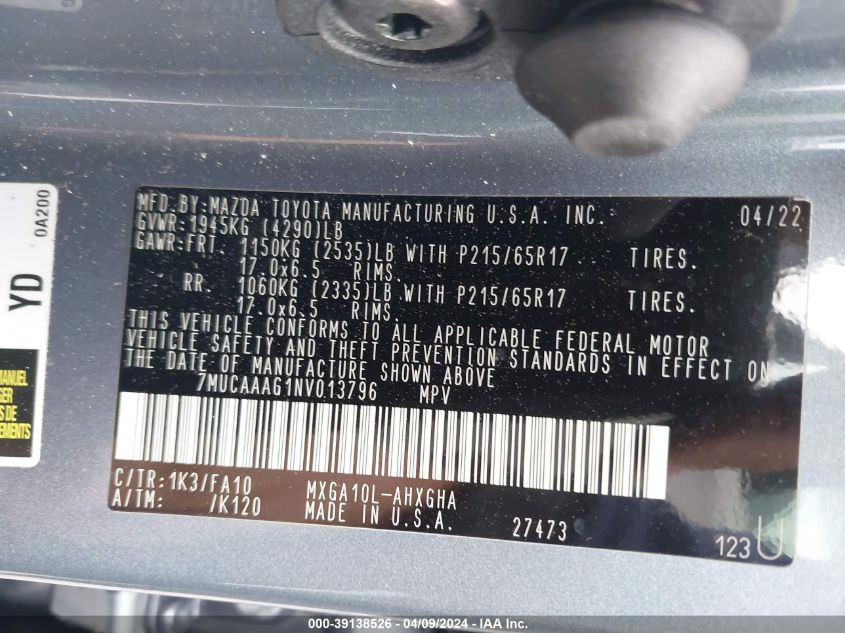 MFD.BY:MAZDA TOYOTA MANUFACTURING U.S.A. INC. 04/22
GVWR:1945KG (4290)LB
GAWR:FRT. 1150KG (2535)LB WITH P215/65R17 TIRES.
17.0x6.5 RIMS.
RR. 1060KG (2335)LB WITH P215/65R17 TIRES.
17.0x6.5 RIMS.
THIS VEHICLE CONFORMS TO ALL APPLICABLE FEDERAL MOTOR
VEHICLE SAFETY AND THEFT PREVENTION STANDARDS IN EFFECT ON
THE DATE OF MANUFACTURE SHOWN ABOVE
7MUCAAAG1NV013796 MPV
C/TR:1K3/FA10 MXGA10L-AHXGHA
A/TM: /K120 MADE IN U.S.A. 27473
123U
0A200
YD
MANUEL
000-39138526 - 04/09/2024 - IAA Inc.